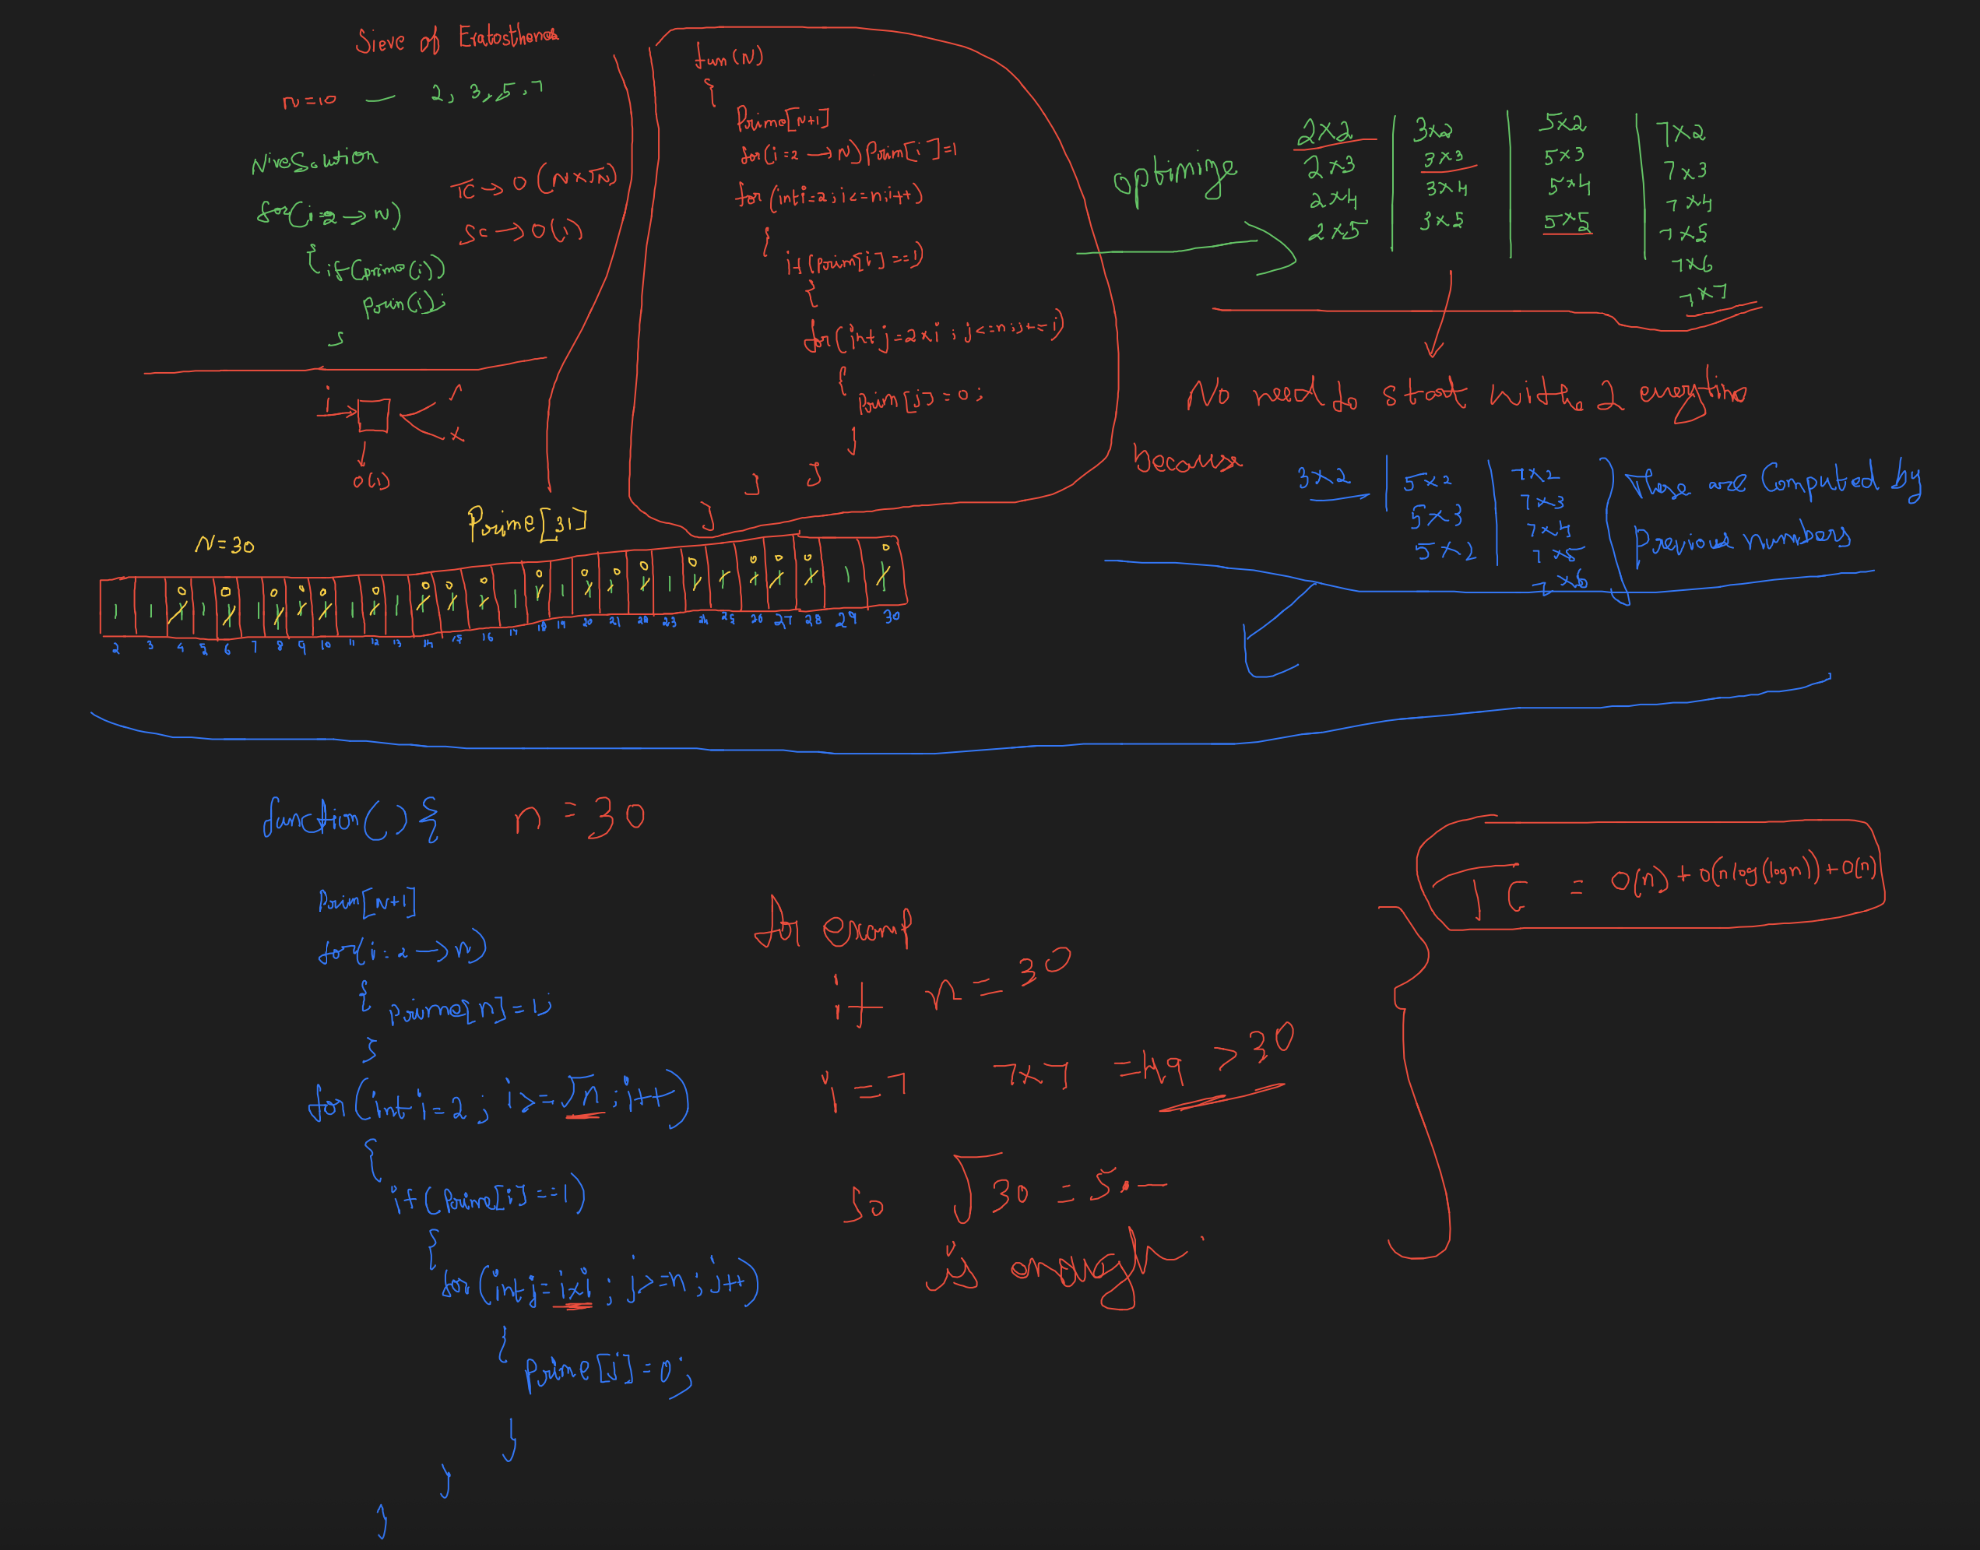 Sieve of Eratosthenes
n=10 — 2, 3, 5, 7
Nive Solution
for(i=2→N)
{ if(prime(i))
Prin(i);
}
TC → O(N×√N)
SC → O(1)
i
O(1)
fun(N)
{
Prime[N+1]
for(i=2→N) Prim[i]=1
for(int i=2; i<=n; i++)
{
if(Prim[i]==1)
{
for(int j=2×i; j<=n; j+=i)
{
Prim[j]=0;
}
}
}
}
optimize
2×2 | 3×2 | 5×2 | 7×2
2×3 | 3×3 | 5×3 | 7×3
2×4 | 3×4 | 5×4 | 7×4
2×5 | 3×5 | 5×5 | 7×5
7×6
7×7
No need to start with 2 everytime
because
3×2 | 5×2 | 7×2
5×3 | 7×3
5×2 | 7×4
7×5
7×6
These are Computed by
Previous numbers
N=30
Prime[31]
1 1 0 1 0 1 0 0 0 1 0 1 0 0 0 1 0 1 0 0 0 1 0 0 0 0 1 0
2 3 4 5 6 7 8 9 10 11 12 13 14 15 16 17 18 19 20 21 22 23 24 25 26 27 28 29 30
function() {
n=30
Prim[N+1]
for(i=2→n)
{ prime[n]=1;
}
for(int i=2; i>=√n; i++)
{
if(Prime[i]==1)
{
for(int j=i×i; j>=n; j++)
{
Prime[j]=0;
}
}
}
for examp
if n=30
i=7 7×7 =49 >30
so √30 = 5.—
is enough.
TC = O(n) + O(n log(logn)) + O(n)